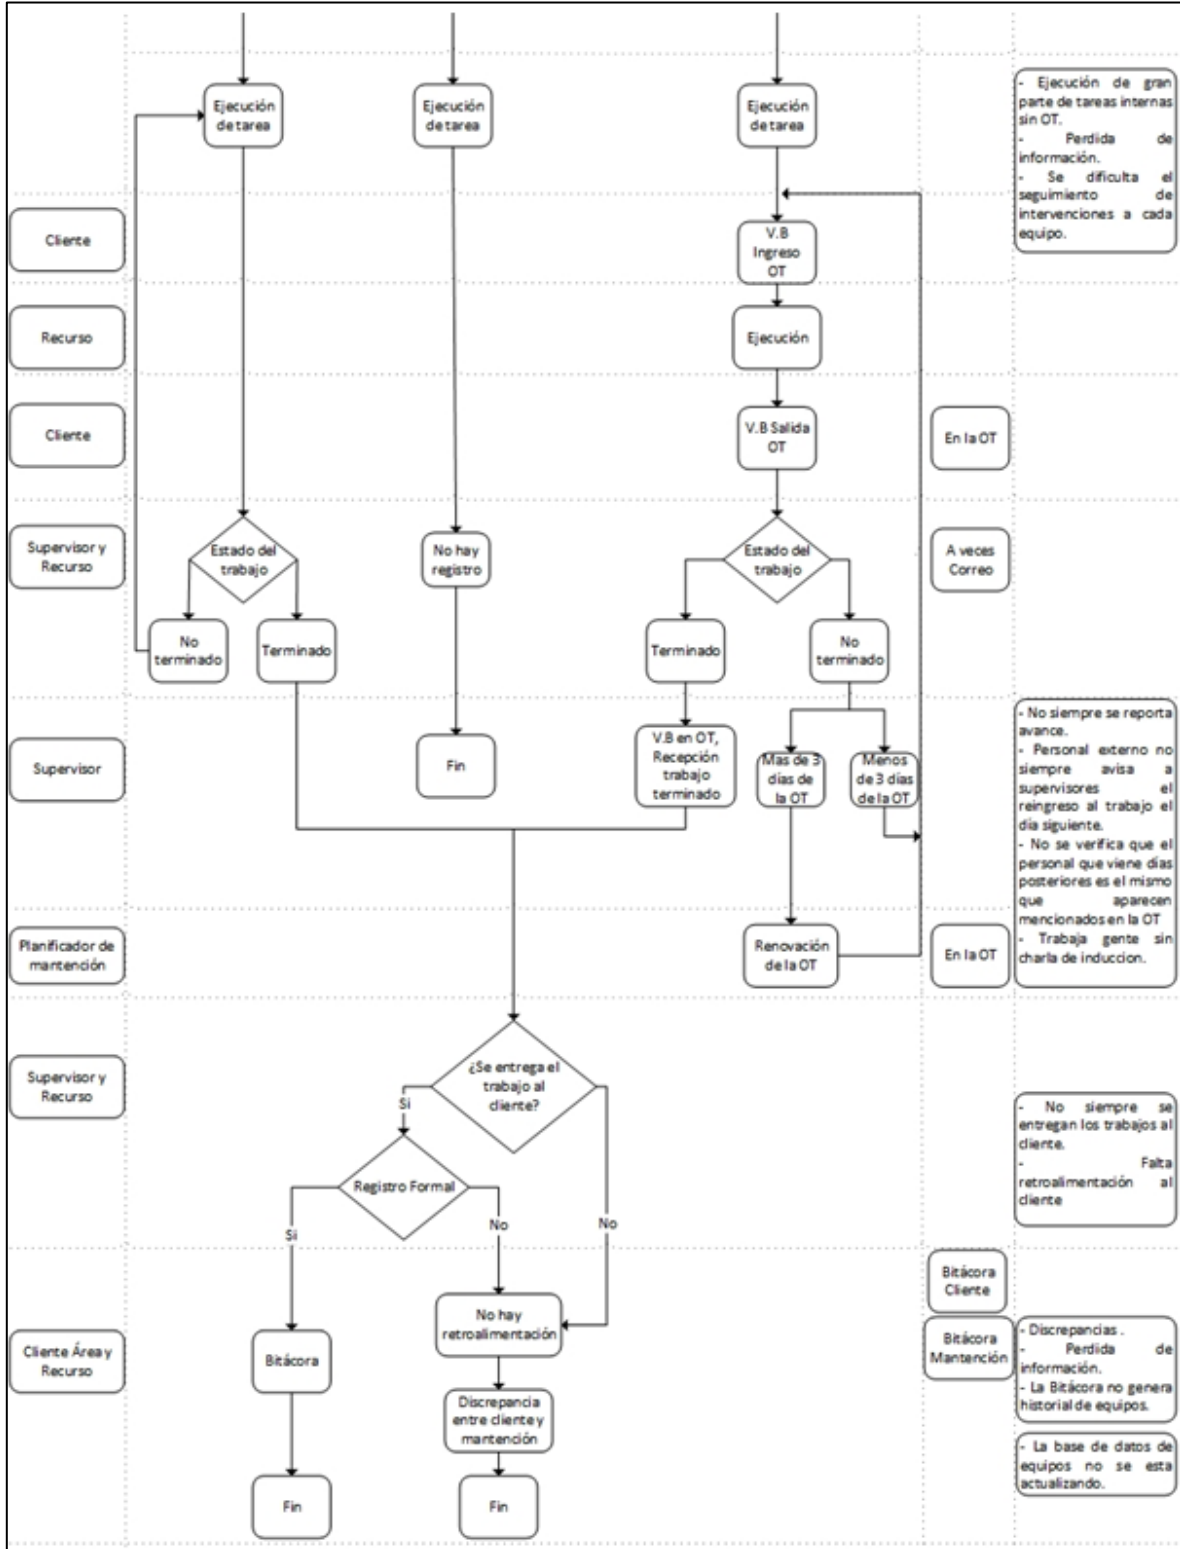 Ejecución
de tarea
Ejecución
de tarea
Ejecución
de tarea
- Ejecución de gran
parte de tareas internas
sin OT.
- Perdida de
información.
- Se dificulta el
seguimiento de
intervenciones a cada
equipo.
Cliente
V.B
Ingreso
OT
Recurso
Ejecución
Cliente
V.B Salida
OT
En la OT
Supervisor y
Recurso
Estado del
trabajo
No hay
registro
Estado del
trabajo
A veces
Correo
No
terminado
Terminado
Terminado
No
terminado
Supervisor
Fin
V.B en OT,
Recepción
trabajo
terminado
Mas de 3
días de
la OT
Menos
de 3 días
de la OT
- No siempre se reporta
avance.
- Personal externo no
siempre avisa a
supervisores el
reingreso al trabajo el
día siguiente.
- No se verifica que el
personal que viene días
posteriores es el mismo
que aparecen
mencionados en la OT
- Trabaja gente sin
charla de induccion.
Planificador de
mantención
Renovación
de la OT
En la OT
Supervisor y
Recurso
¿Se entrega el
trabajo al
cliente?
Si
Registro Formal
Si
No
No
- No siempre se
entregan los trabajos al
cliente.
- Falta
retroalimentación al
cliente
Bitácora
Cliente
Cliente Área y
Recurso
Bitácora
No hay
retroalimentación
Bitácora
Mantención
- Discrepancias .
- Perdida de
información.
- La Bitácora no genera
historial de equipos.
Discrepancia
entre cliente y
mantención
- La base de datos de
equipos no se esta
actualizando.
Fin
Fin